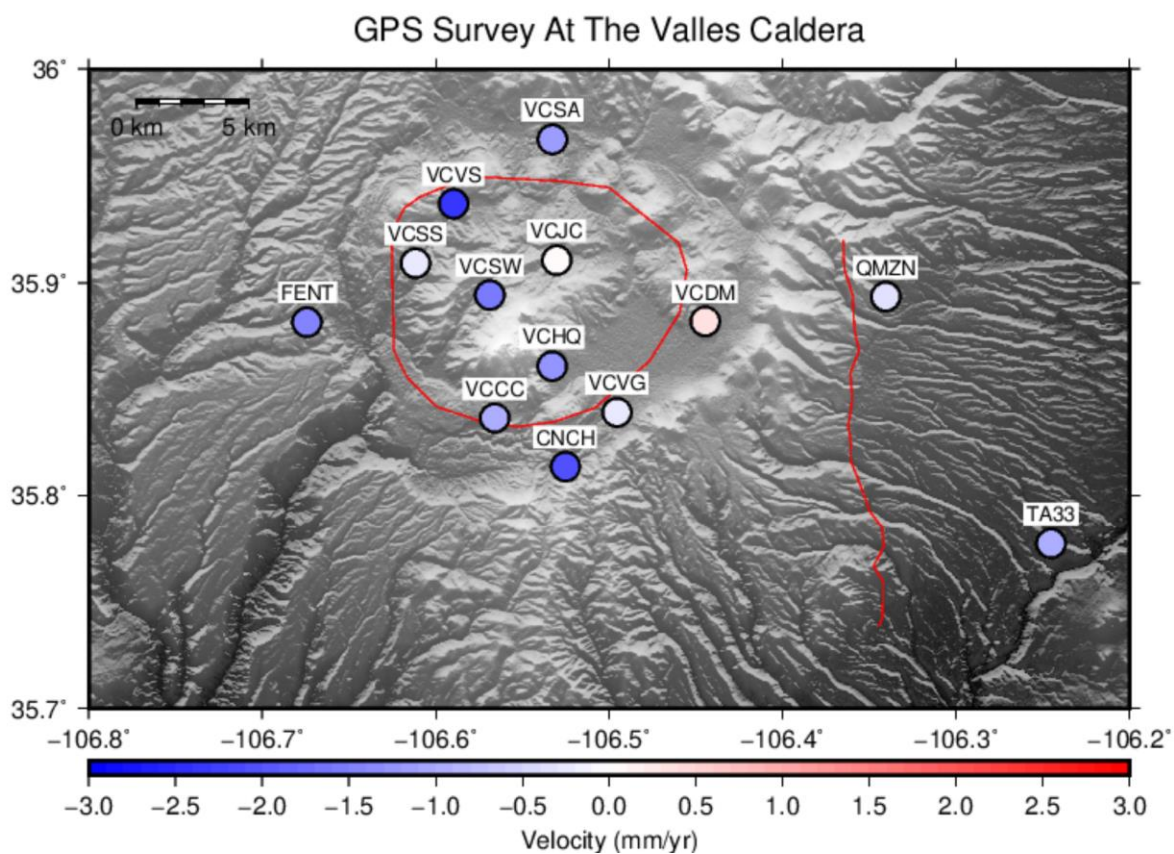 GPS Survey At The Valles Caldera
36°
0 km 5 km
VCSA
VCVS
VCSS
VCJC
VCSW
35.9°
QMZN
FENT
VCDM
VCHQ
VCCC
VCVG
CNCH
35.8°
TA33
35.7°
−106.8° −106.7° −106.6° −106.5° −106.4° −106.3° −106.2°
−3.0 −2.5 −2.0 −1.5 −1.0 −0.5 0.0 0.5 1.0 1.5 2.0 2.5 3.0
Velocity (mm/yr)